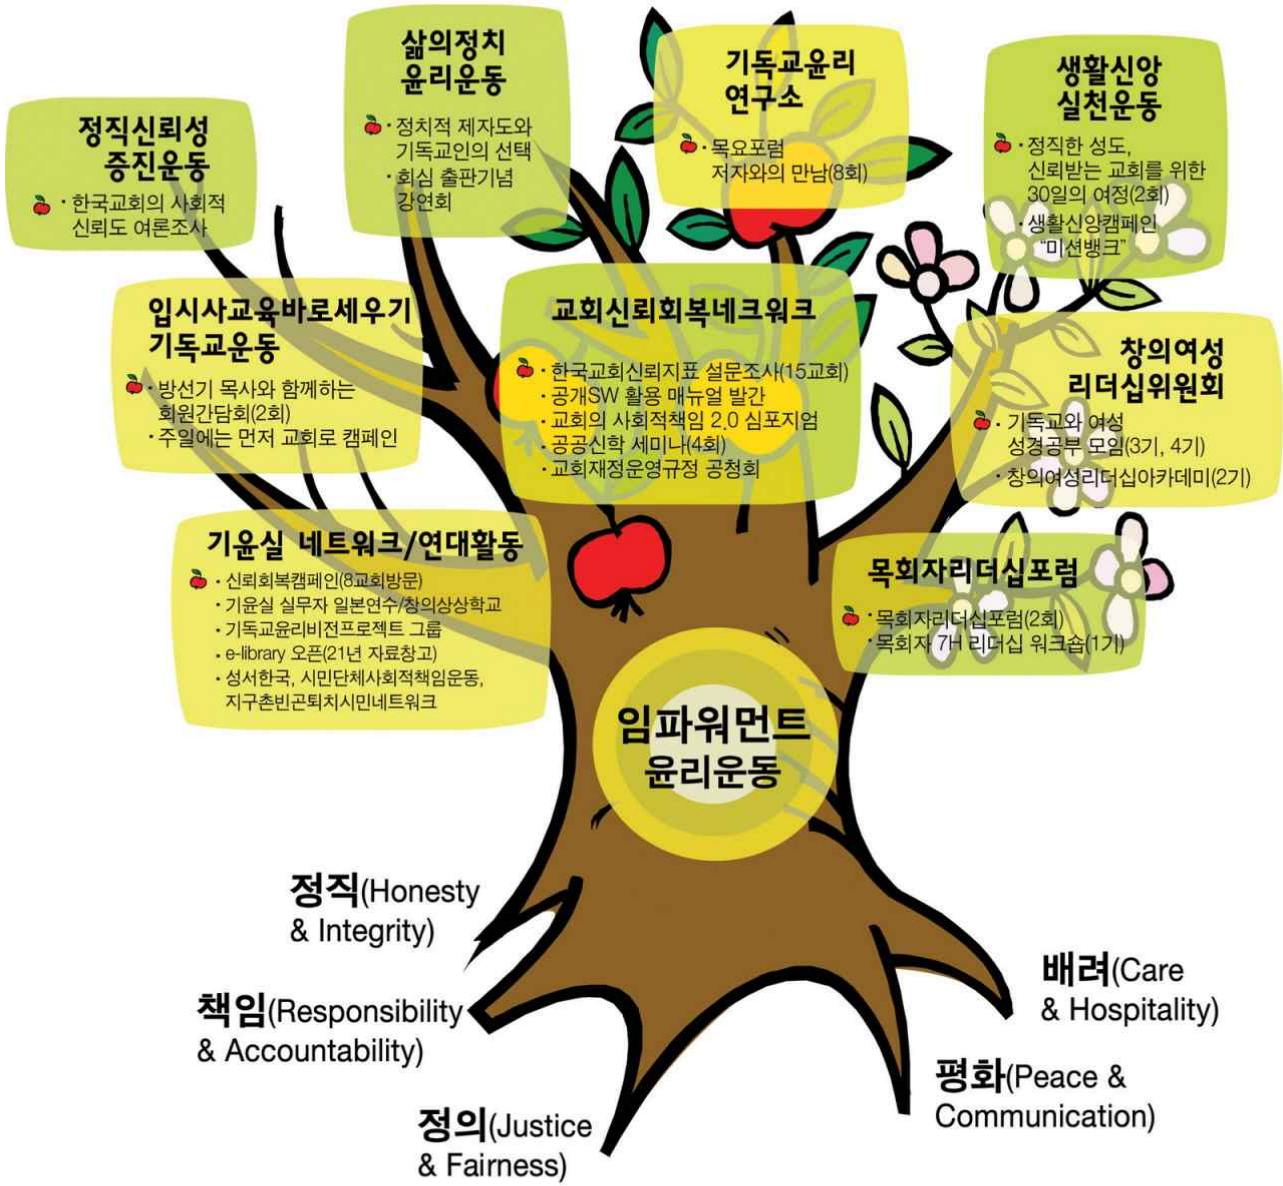 삶의정치
윤리운동
· 정치적 제자도와
기독교인의 선택
· 회심 출판기념
강연회
기독교윤리
연구소
· 목요포럼
저자와의 만남(8회)
생활신앙
실천운동
· 정직한 성도,
신뢰받는 교회를 위한
30일의 여정(2회)
· 생활신앙캠페인
“미션뱅크”
정직신뢰성
증진운동
· 한국교회의 사회적
신뢰도 여론조사
입시사교육바로세우기
기독교운동
· 방선기 목사와 함께하는
회원간담회(2회)
· 주일에는 먼저 교회로 캠페인
교회신뢰회복네크워크
· 한국교회신뢰지표 설문조사(15교회)
· 공개SW 활용 매뉴얼 발간
· 교회의 사회적책임 2.0 심포지엄
· 공공신학 세미나(4회)
· 교회재정운영규정 공청회
창의여성
리더십위원회
· 기독교와 여성
성경공부 모임(3기, 4기)
· 창의여성리더십아카데미(2기)
기윤실 네트워크/연대활동
· 신뢰회복캠페인(8교회방문)
· 기윤실 실무자 일본연수/창의상상학교
· 기독교윤리비전프로젝트 그룹
· e-library 오픈(21년 자료창고)
· 성서한국, 시민단체사회적책임운동,
지구촌빈곤퇴치시민네트워크
목회자리더십포럼
· 목회자리더십포럼(2회)
· 목회자 7H 리더십 워크숍(1기)
임파워먼트
윤리운동
정직(Honesty
& Integrity)
책임(Responsibility
& Accountability)
정의(Justice
& Fairness)
배려(Care
& Hospitality)
평화(Peace &
Communication)